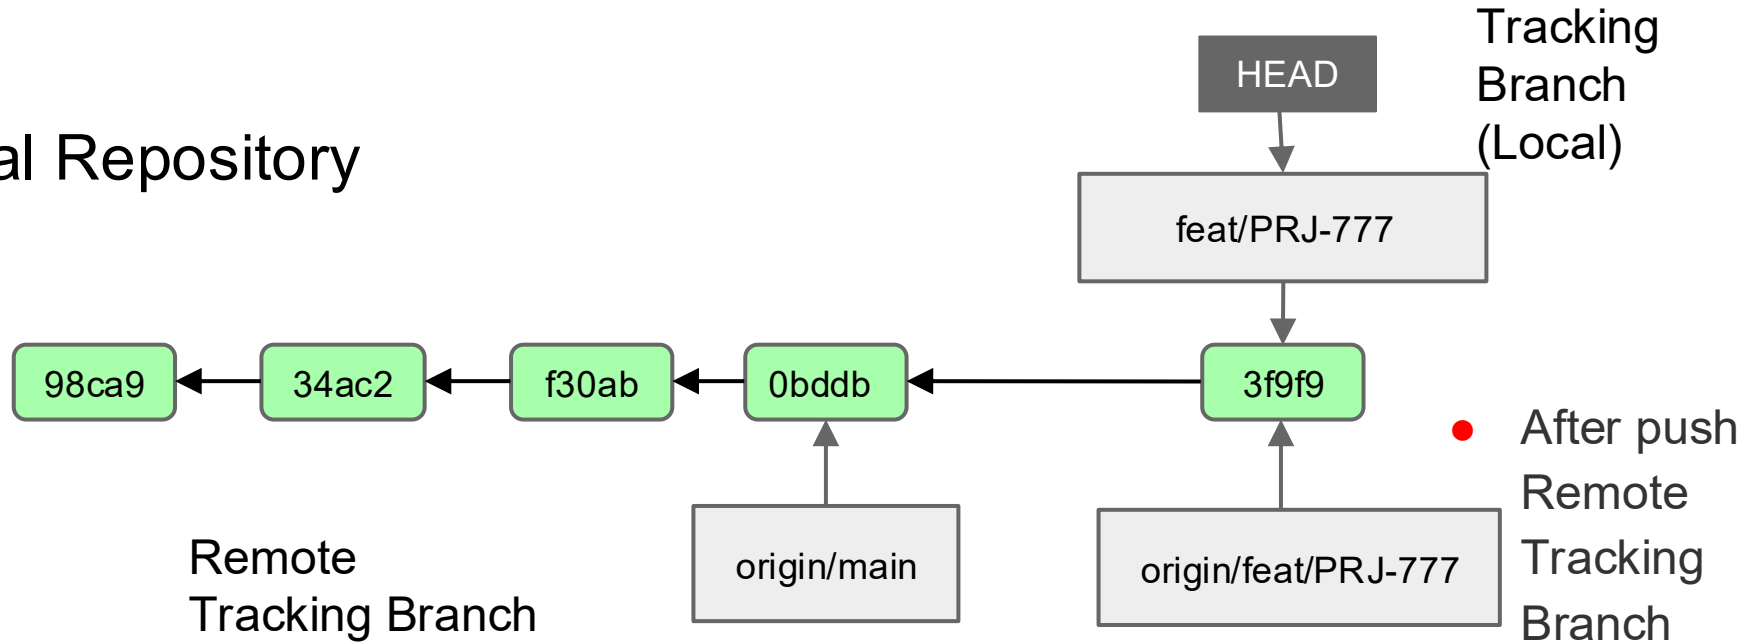 Tracking
Branch
(Local)
HEAD
al Repository
feat/PRJ-777
98ca9
34ac2
f30ab
0bddb
3f9f9
● After push
Remote
Tracking
Branch
Remote
Tracking Branch
origin/main
origin/feat/PRJ-777